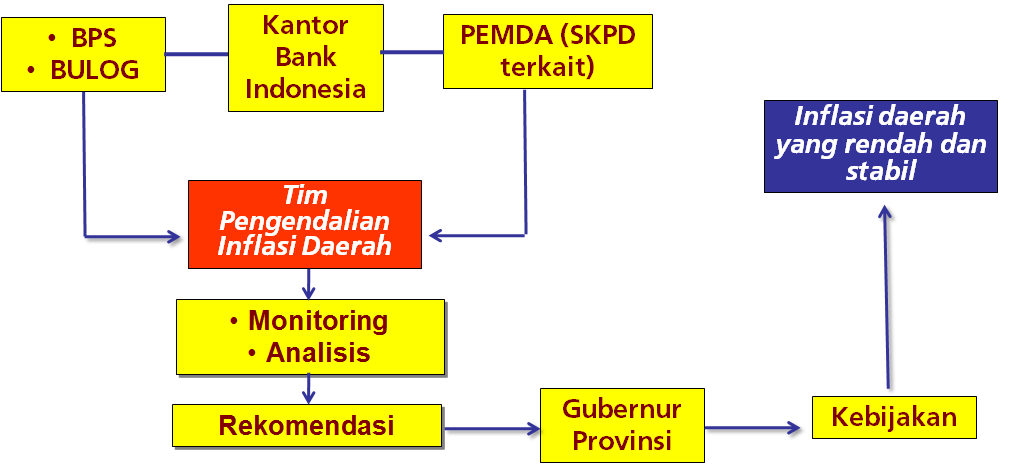 • BPS
• BULOG
Kantor
Bank
Indonesia
PEMDA (SKPD
terkait)
Inflasi daerah
yang rendah dan
stabil
Tim
Pengendalian
Inflasi Daerah
• Monitoring
• Analisis
Rekomendasi
Gubernur
Provinsi
Kebijakan